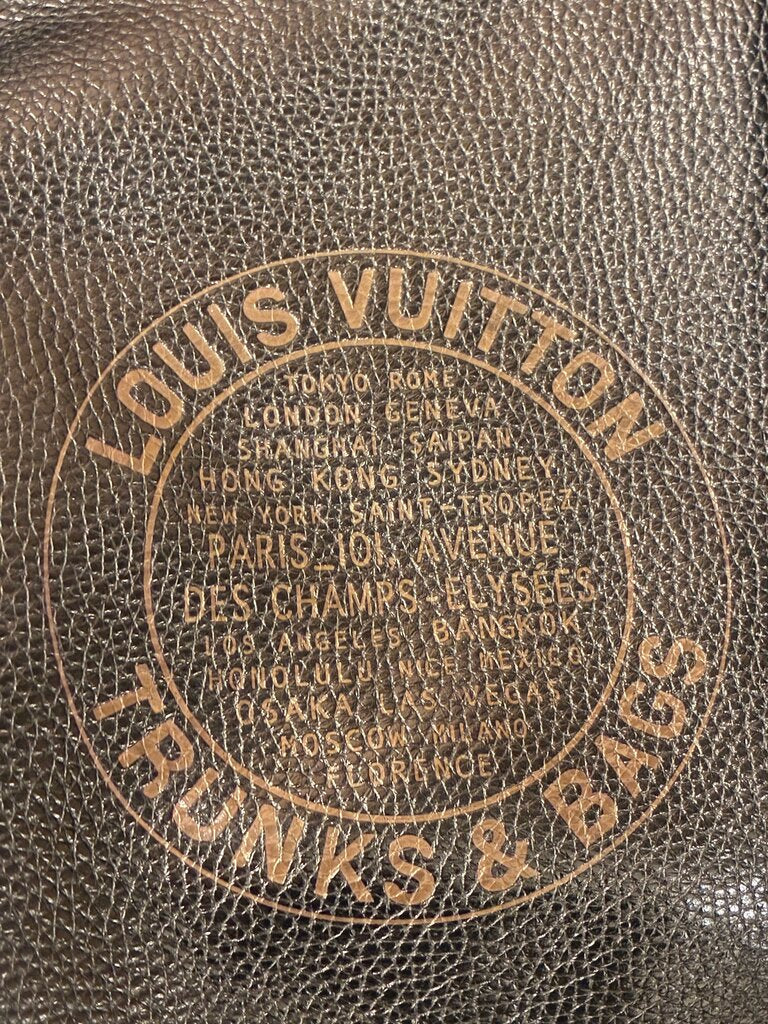 LOUIS VUITTON
TOKYO ROME
LONDON GENEVA
SHANGHAI SAIPAN
HONG KONG SYDNEY
NEW YORK SAINT-TROPEZ
PARIS_101, AVENUE
DES CHAMPS-ELYSÉES
LOS ANGELES BANGKOK
HONOLULU NICE MEXICO
OSAKA LAS VEGAS
MOSCOW MILANO
FLORENCE
TRUNKS & BAGS